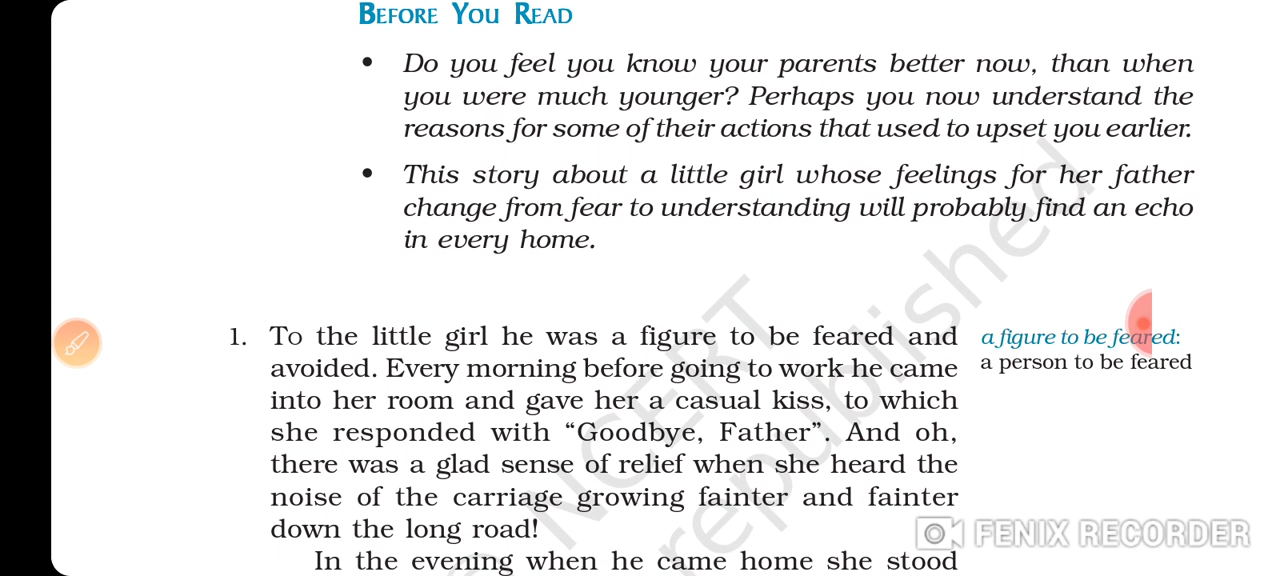 BEFORE YOU READ
• Do you feel you know your parents better now, than when
you were much younger? Perhaps you now understand the
reasons for some of their actions that used to upset you earlier.
• This story about a little girl whose feelings for her father
change from fear to understanding will probably find an echo
in every home.
1. To the little girl he was a figure to be feared and
avoided. Every morning before going to work he came
into her room and gave her a casual kiss, to which
she responded with “Goodbye, Father”. And oh,
there was a glad sense of relief when she heard the
noise of the carriage growing fainter and fainter
down the long road!
In the evening when he came home she stood
a figure to be feared:
a person to be feared
NCERT
republished
FENIX RECORDER